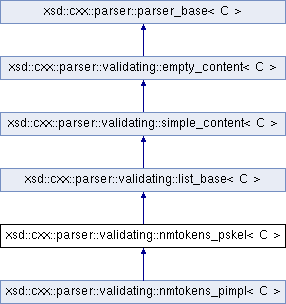 xsd::cxx::parser::parser_base< C >
xsd::cxx::parser::validating::empty_content< C >
xsd::cxx::parser::validating::simple_content< C >
xsd::cxx::parser::validating::list_base< C >
xsd::cxx::parser::validating::nmtokens_pskel< C >
xsd::cxx::parser::validating::nmtokens_pimpl< C >